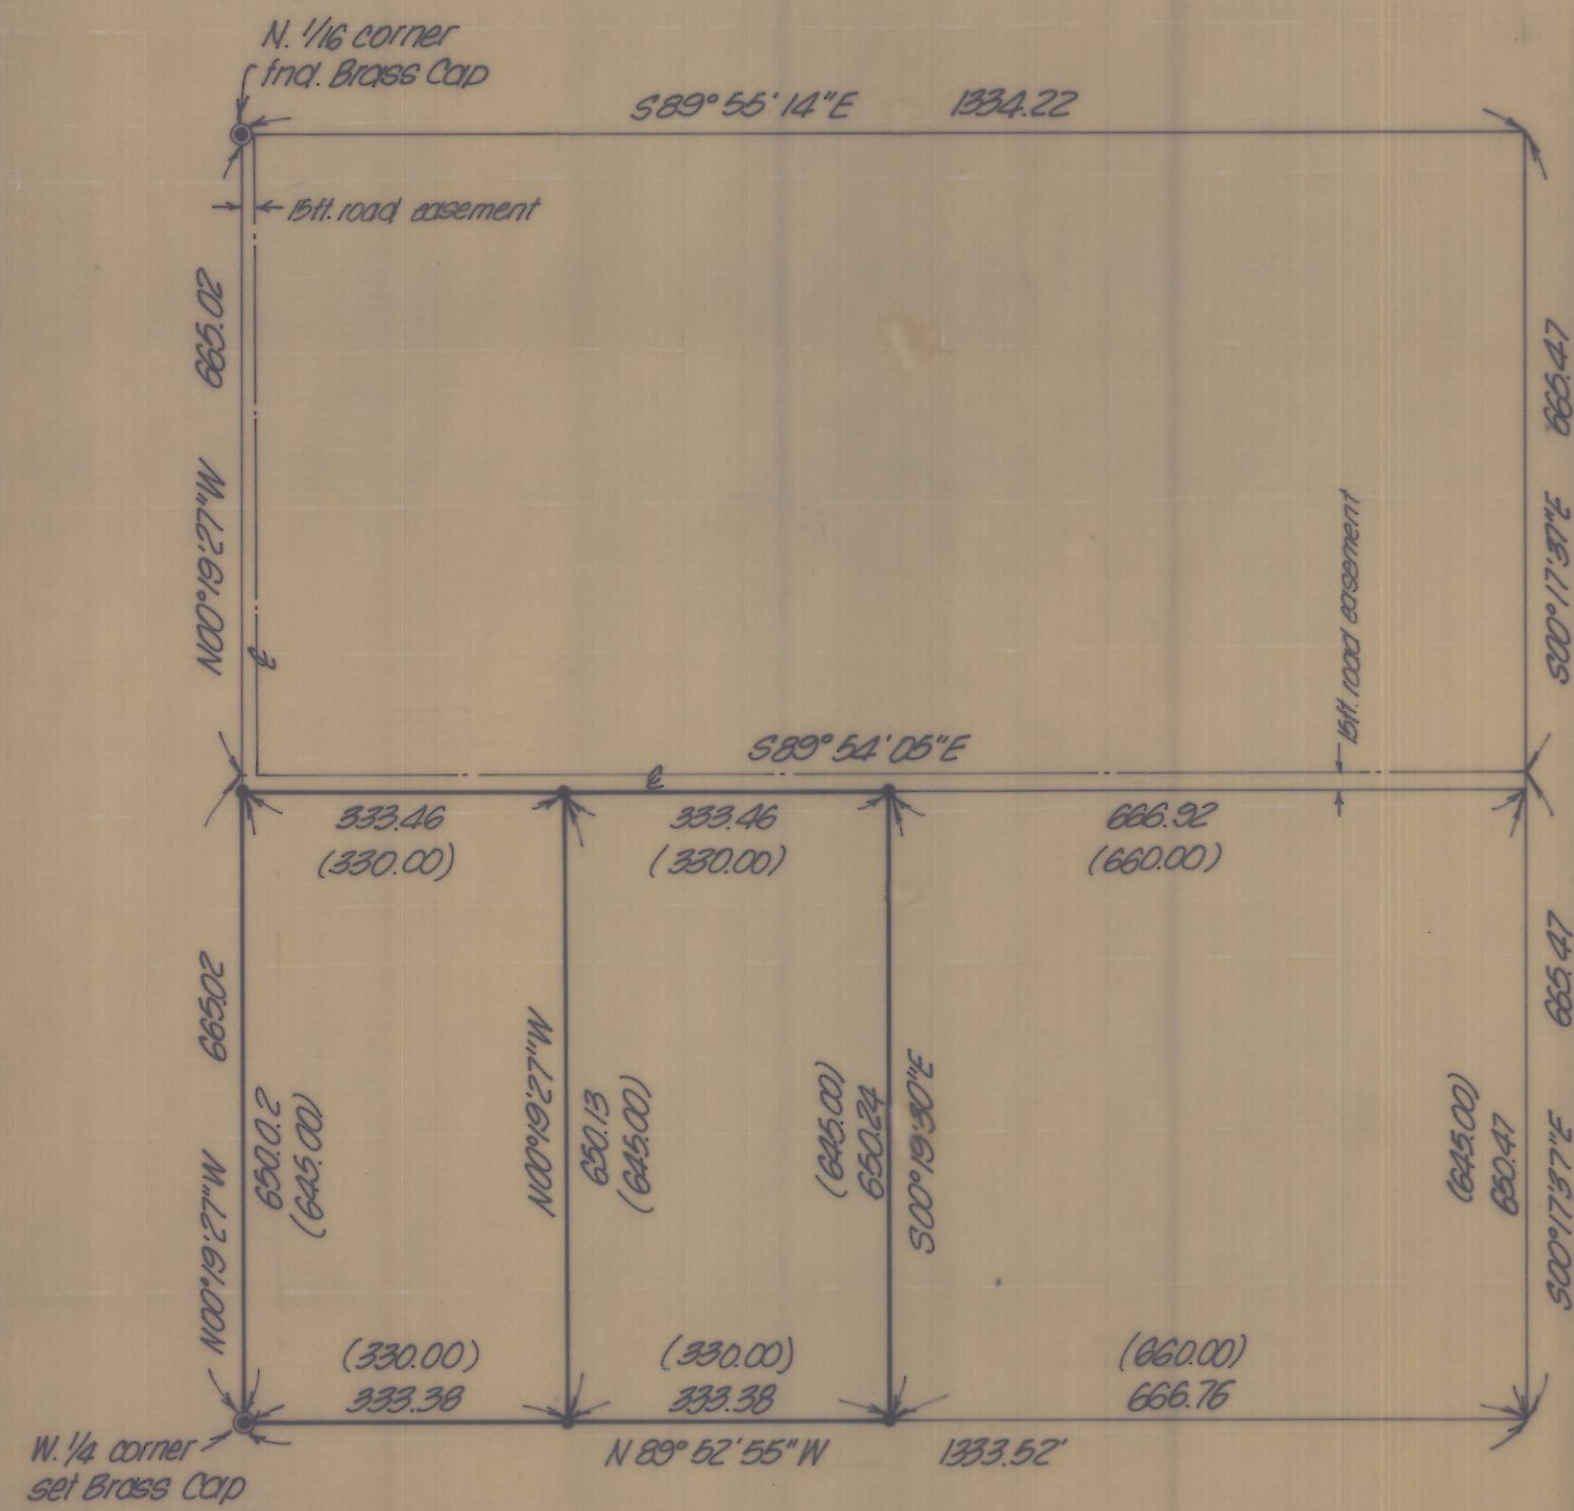 N. 1/16 corner
fnd. Brass Cap
S89°55'14"E 1334.22
15ft. road easement
N00°19'27"W 665.02
S00°17'37"E 665.47
15ft. road easement
℄
S89°54'05"E
℄
333.46
(330.00)
333.46
(330.00)
666.92
(660.00)
N00°19'27"W 665.02
650.0.2
(645.00)
N00°19'27"W
650.13
(645.00)
(645.00)
650.24
S00°19'30"E
(645.00)
650.47
S00°17'37"E 665.47
(330.00)
333.38
(330.00)
333.38
(660.00)
666.76
N 89°52'55"W 1333.52'
W. 1/4 corner
set Brass Cap